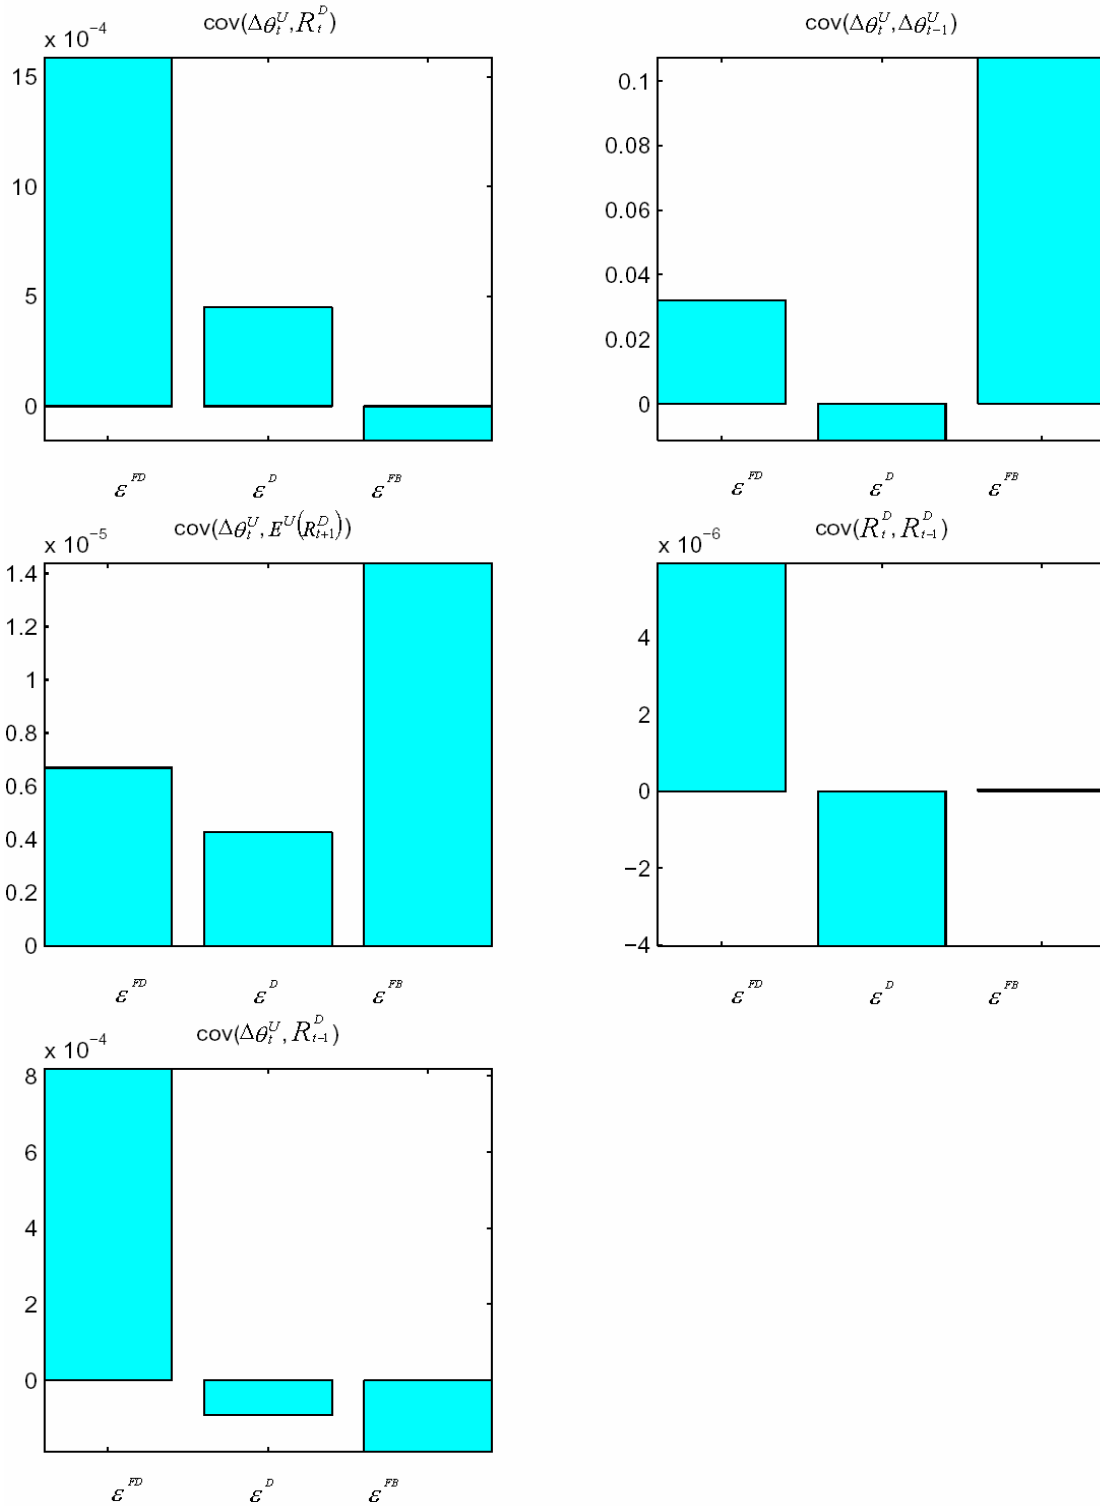 cov(Δθ_t^U, R_t^D)
x 10^-4
15
10
5
0
ε^FD ε^D ε^FB
cov(Δθ_t^U, Δθ_{t-1}^U)
0.1
0.08
0.06
0.04
0.02
0
ε^FD ε^D ε^FB
cov(Δθ_t^U, E^U(R_{t+1}^D))
x 10^-5
1.4
1.2
1
0.8
0.6
0.4
0.2
0
ε^FD ε^D ε^FB
cov(R_t^D, R_{t-1}^D)
x 10^-6
4
2
0
−2
−4
ε^FD ε^D ε^FB
cov(Δθ_t^U, R_{t-1}^D)
x 10^-4
8
6
4
2
0
ε^FD ε^D ε^FB